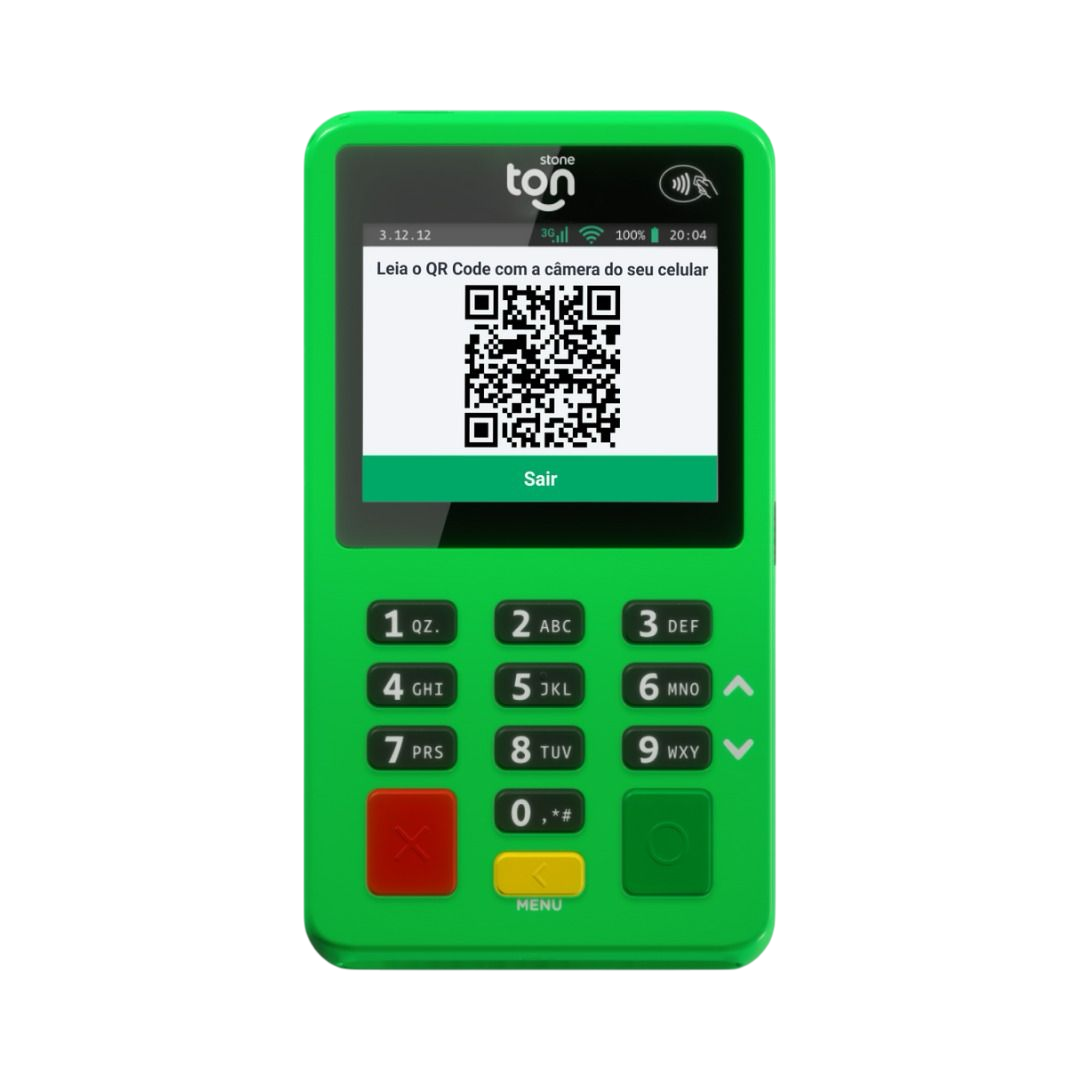 stone
ton
3.12.12 3G 100% 20:04
Leia o QR Code com a câmera do seu celular
Sair
1 QZ. 2 ABC 3 DEF
4 GHI 5 JKL 6 MNO
7 PRS 8 TUV 9 WXY
0 ,*#
MENU